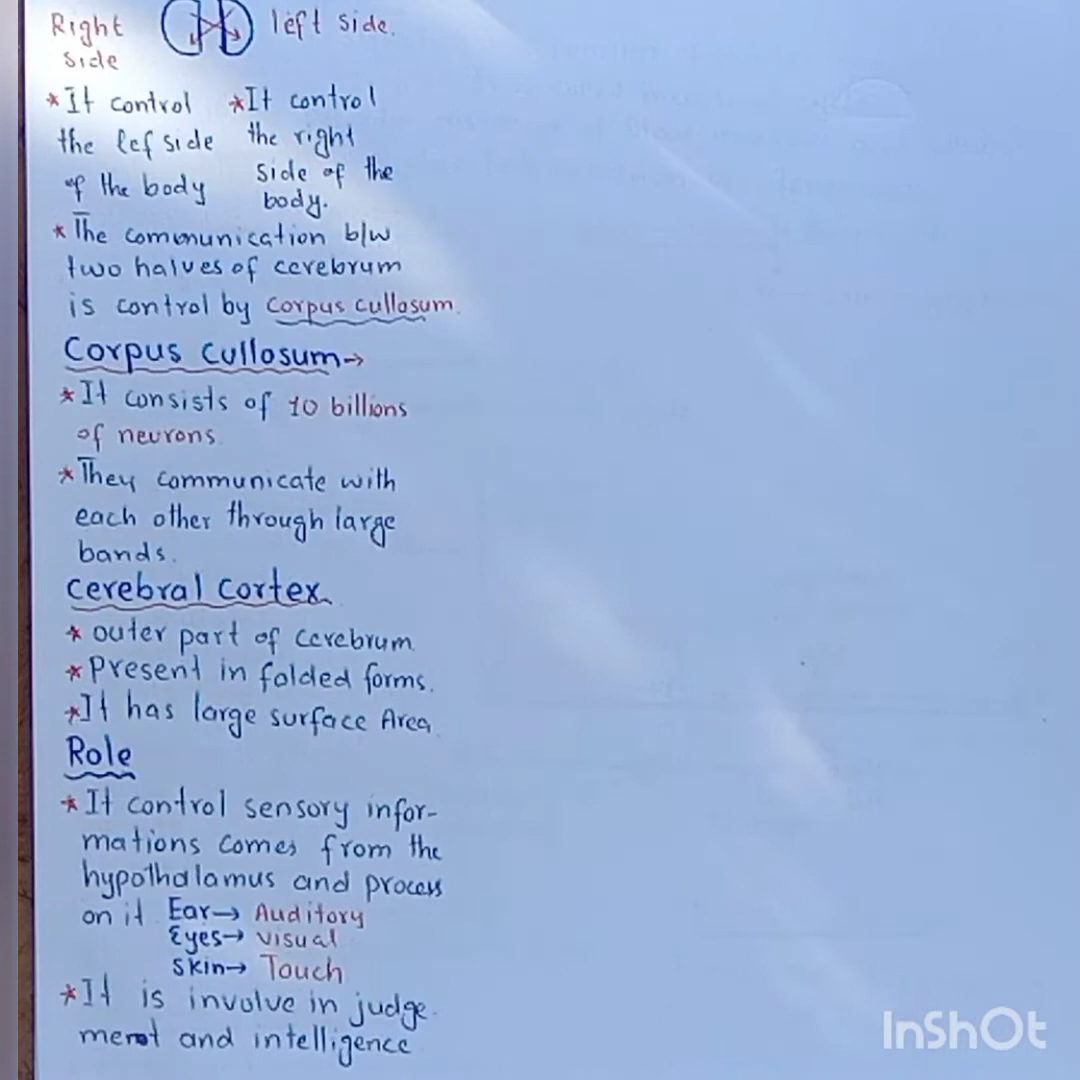 Right left side.
side
*It control *It control
the lef side the right
of the body side of the
body.
*The communication b/w
two halves of cerebrum
is control by corpus cullosum.
Corpus cullosum→
*It consists of 10 billions
of neurons.
*They communicate with
each other through large
bands.
Cerebral Cortex
* outer part of cerebrum.
*Present in folded forms.
*It has large surface Area.
Role
*It control sensory infor-
mations comes from the
hypothalamus and process
on it Ear→ Auditory
Eyes→ visual
Skin→ Touch
*It is involve in judge-
ment and intelligence
InShOt